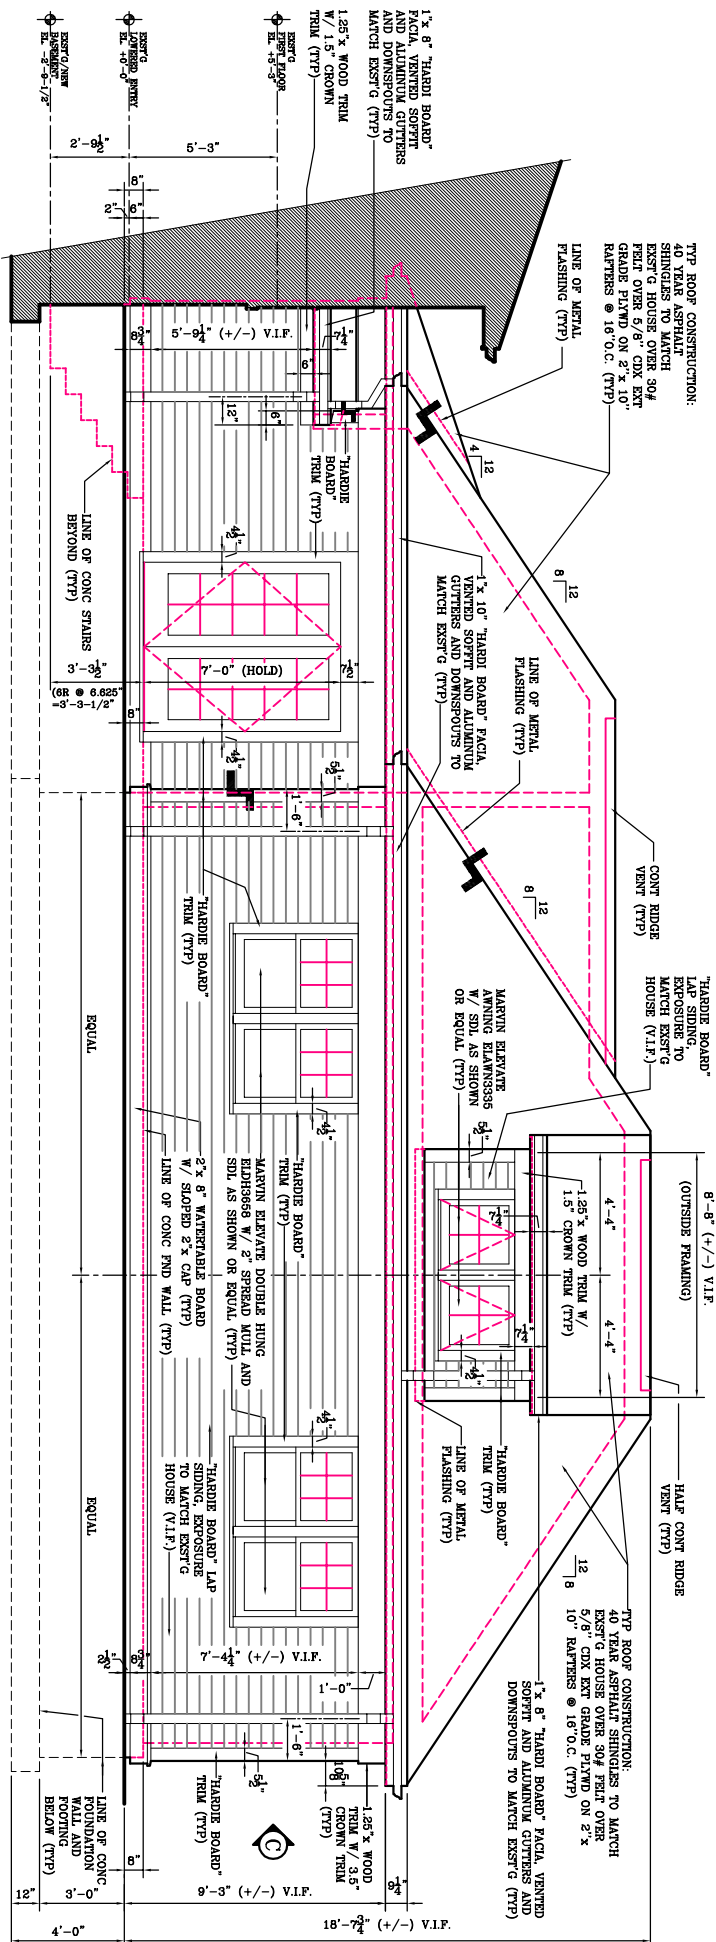 EXST'G/NEW
BASEMENT
EL -2'-9-1/2"
EXST'G
LOWERED ENTRY
EL +0'-0"
EXST'G
FIRST FLOOR
EL +5'-3"
2'-9½"
5'-3"
8"
2"
6"
1.25"x WOOD TRIM
W/ 1.5" CROWN
TRIM (TYP)
1"x 8" "HARDI BOARD"
FACIA, VENTED SOFFIT
AND ALUMINUM GUTTERS
AND DOWNSPOUTS TO
MATCH EXST'G (TYP)
LINE OF METAL
FLASHING (TYP)
TYP ROOF CONSTRUCTION:
40 YEAR ASPHALT
SHINGLES TO MATCH
EXST'G HOUSE OVER 30#
FELT OVER 5/8" CDX EXT
GRADE PLYWD ON 2"x 10"
RAFTERS @ 16"O.C. (TYP)
8¾"
5'-9¼" (+/-) V.I.F.
7¼"
6"
12"
6"
"HARDIE
BOARD"
TRIM (TYP)
12
4
12
8
LINE OF CONC STAIRS
BEYOND (TYP)
4½"
1"x 10" "HARDI BOARD" FACIA,
VENTED SOFFIT AND ALUMINUM
GUTTERS AND DOWNSPOUTS TO
MATCH EXST'G (TYP)
3'-3½"
(6R @ 6.625"
=3'-3-1/2"
7'-0" (HOLD)
7½"
8"
4½"
LINE OF METAL
FLASHING (TYP)
5½"
1'-6"
CONT RIDGE
VENT (TYP)
12
8
"HARDIE BOARD"
TRIM (TYP)
"HARDIE BOARD"
LAP SIDING,
EXPOSURE TO
MATCH EXST'G
HOUSE (V.I.F.)
MARVIN ELEVATE
AWNING ELAWN3335
W/ SDL AS SHOWN
OR EQUAL (TYP)
EQUAL
4½"
5½"
8'-8" (+/-) V.I.F.
(OUTSIDE FRAMING)
4'-4"
4'-4"
1.25"x WOOD TRIM W/
1.5" CROWN TRIM (TYP)
7¼"
7¼"
4½"
2"x 8" WATERTABLE BOARD
W/ SLOPED 2"x CAP (TYP)
LINE OF CONC FND WALL (TYP)
"HARDIE BOARD"
TRIM (TYP)
MARVIN ELEVATE DOUBLE HUNG
ELDH3658 W/ 2" SPREAD MULL AND
SDL AS SHOWN OR EQUAL (TYP)
"HARDIE BOARD"
TRIM (TYP)
LINE OF METAL
FLASHING (TYP)
HALF CONT RIDGE
VENT (TYP)
4½"
EQUAL
"HARDIE BOARD" LAP
SIDING, EXPOSURE
TO MATCH EXST'G
HOUSE (V.I.F.)
12
8
TYP ROOF CONSTRUCTION:
40 YEAR ASPHALT SHINGLES TO MATCH
EXST'G HOUSE OVER 30# FELT OVER
5/8" CDX EXT GRADE PLYWD ON 2"x
10" RAFTERS @ 16"O.C. (TYP)
1"x 8" "HARDI BOARD" FACIA, VENTED
SOFFIT AND ALUMINUM GUTTERS AND
DOWNSPOUTS TO MATCH EXST'G (TYP)
2½"
8¾"
7'-4¼" (+/-) V.I.F.
1'-0"
1'-6"
5½"
10⅝"
"HARDIE BOARD"
TRIM (TYP)
1.25"x WOOD
TRIM W/ 3.5"
CROWN TRIM
(TYP)
C
LINE OF CONC
FOUNDATION
WALL AND
FOOTING
BELOW (TYP)
12"
3'-0"
8"
9'-3" (+/-) V.I.F.
9¼"
4'-0"
18'-7¾" (+/-) V.I.F.